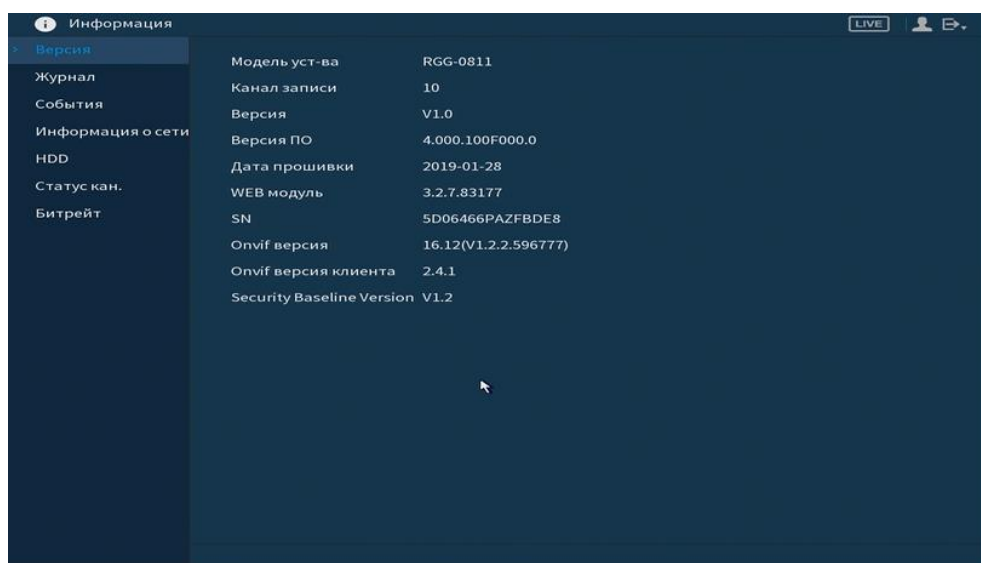 Информация
LIVE
Версия
Журнал
События
Информация о сети
HDD
Статус кан.
Битрейт
Модель уст-ва RGG-0811
Канал записи 10
Версия V1.0
Версия ПО 4.000.100F000.0
Дата прошивки 2019-01-28
WEB модуль 3.2.7.83177
SN 5D06466PAZFBDE8
Onvif версия 16.12(V1.2.2.596777)
Onvif версия клиента 2.4.1
Security Baseline Version V1.2